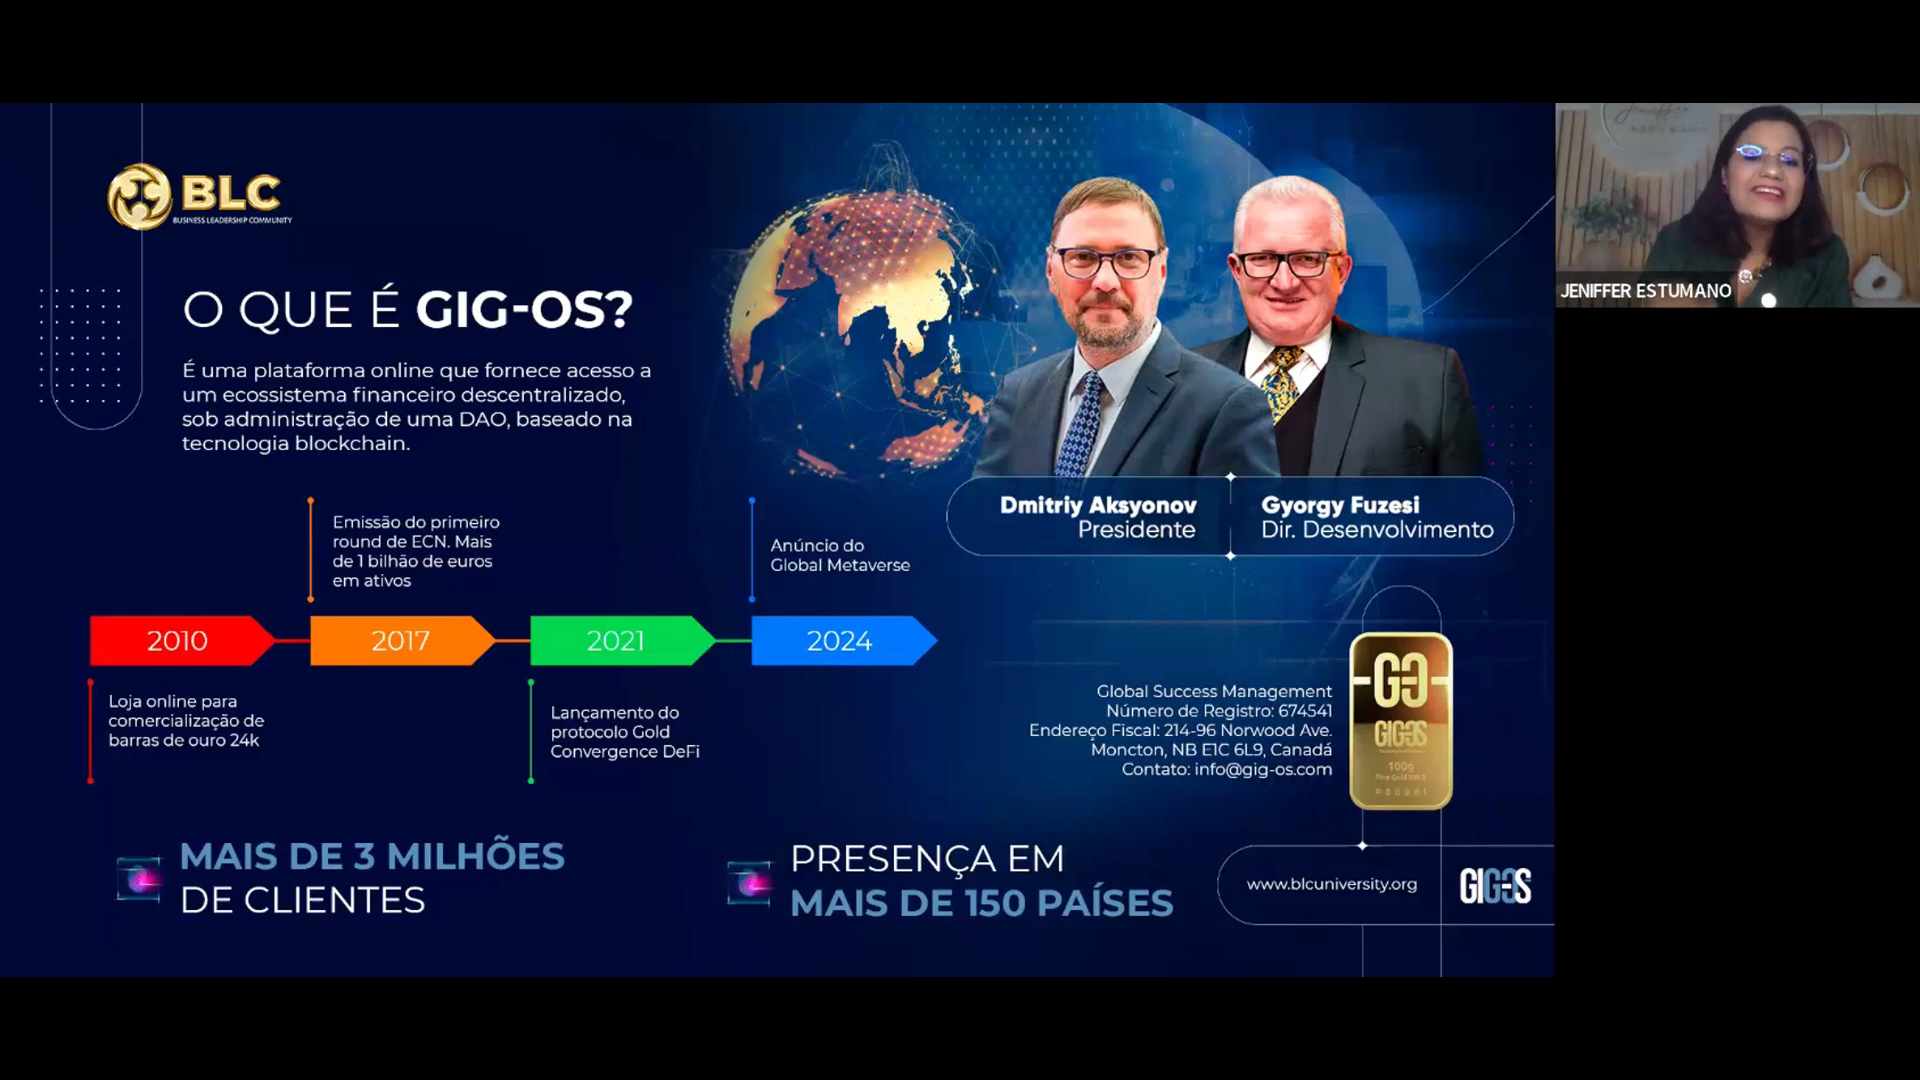 BLC
BUSINESS LEADERSHIP COMMUNITY
O QUE É GIG-OS?
É uma plataforma online que fornece acesso a
um ecossistema financeiro descentralizado,
sob administração de uma DAO, baseado na
tecnologia blockchain.
Dmitriy Aksyonov
Presidente
Gyorgy Fuzesi
Dir. Desenvolvimento
JENIFFER ESTUMANO
Emissão do primeiro
round de ECN. Mais
de 1 bilhão de euros
em ativos
Anúncio do
Global Metaverse
2010
2017
2021
2024
Loja online para
comercialização de
barras de ouro 24k
Lançamento do
protocolo Gold
Convergence DeFi
Global Success Management
Número de Registro: 674541
Endereço Fiscal: 214-96 Norwood Ave.
Moncton, NB E1C 6L9, Canadá
Contato: info@gig-os.com
GIGOS
100g
MAIS DE 3 MILHÕES
DE CLIENTES
PRESENÇA EM
MAIS DE 150 PAÍSES
www.blcuniversity.org
GIGOS